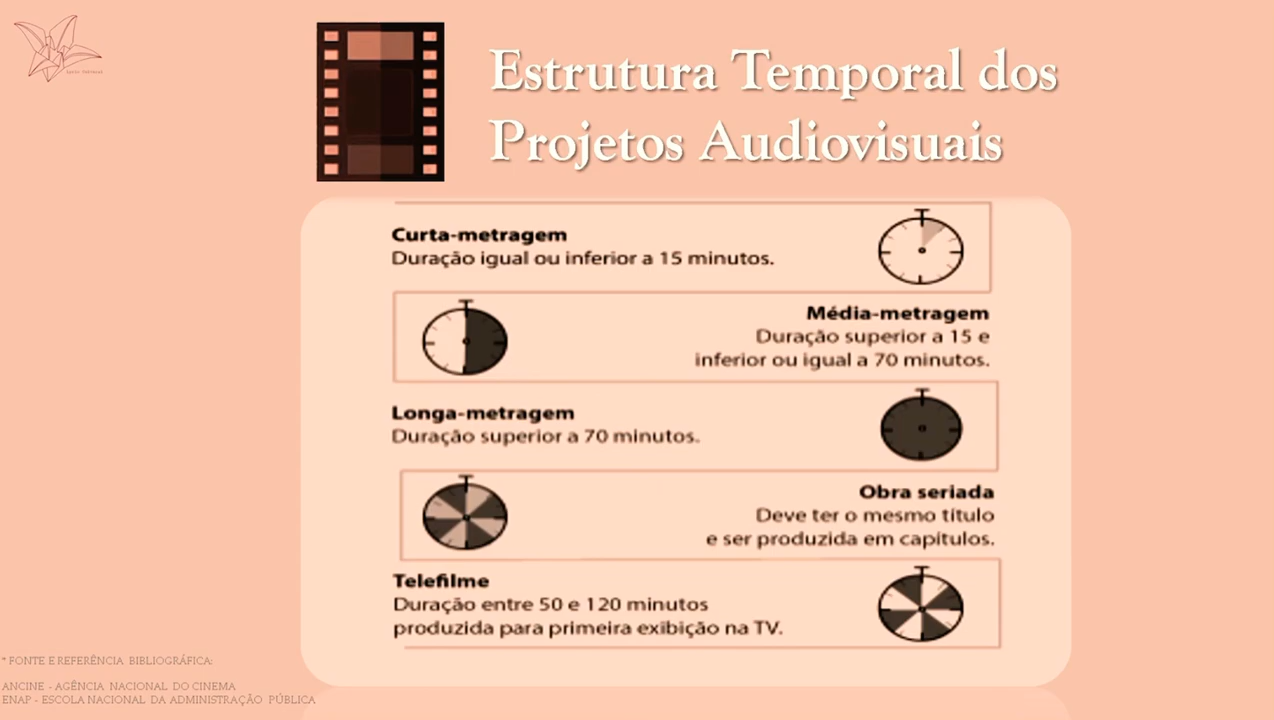 Estrutura Temporal dos
Projetos Audiovisuais
Curta-metragem
Duração igual ou inferior a 15 minutos.
Média-metragem
Duração superior a 15 e
inferior ou igual a 70 minutos.
Longa-metragem
Duração superior a 70 minutos.
Obra seriada
Deve ter o mesmo título
e ser produzida em capítulos.
Telefilme
Duração entre 50 e 120 minutos
produzida para primeira exibição na TV.
* FONTE E REFERÊNCIA BIBLIOGRÁFICA:
ANCINE - AGÊNCIA NACIONAL DO CINEMA
ENAP - ESCOLA NACIONAL DA ADMINISTRAÇÃO PÚBLICA